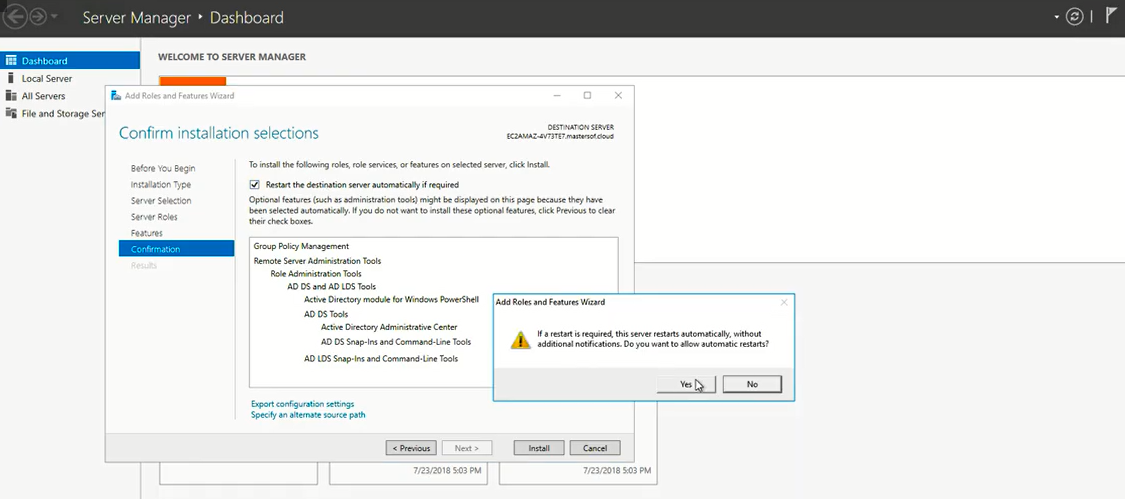 Server Manager ‣ Dashboard
Dashboard
Local Server
All Servers
File and Storage Ser
WELCOME TO SERVER MANAGER
Add Roles and Features Wizard
Confirm installation selections
DESTINATION SERVER
EC2AMAZ-4V73TE7.mastersof.cloud
Before You Begin
Installation Type
Server Selection
Server Roles
Features
Confirmation
Results
To install the following roles, role services, or features on selected server, click Install.
Restart the destination server automatically if required
Optional features (such as administration tools) might be displayed on this page because they have
been selected automatically. If you do not want to install these optional features, click Previous to clear
their check boxes.
Group Policy Management
Remote Server Administration Tools
Role Administration Tools
AD DS and AD LDS Tools
Active Directory module for Windows PowerShell
AD DS Tools
Active Directory Administrative Center
AD DS Snap-Ins and Command-Line Tools
AD LDS Snap-Ins and Command-Line Tools
Export configuration settings
Specify an alternate source path
< Previous
Next >
Install
Cancel
Add Roles and Features Wizard
If a restart is required, this server restarts automatically, without
additional notifications. Do you want to allow automatic restarts?
Yes
No
7/23/2018 5:03 PM
7/23/2018 5:03 PM